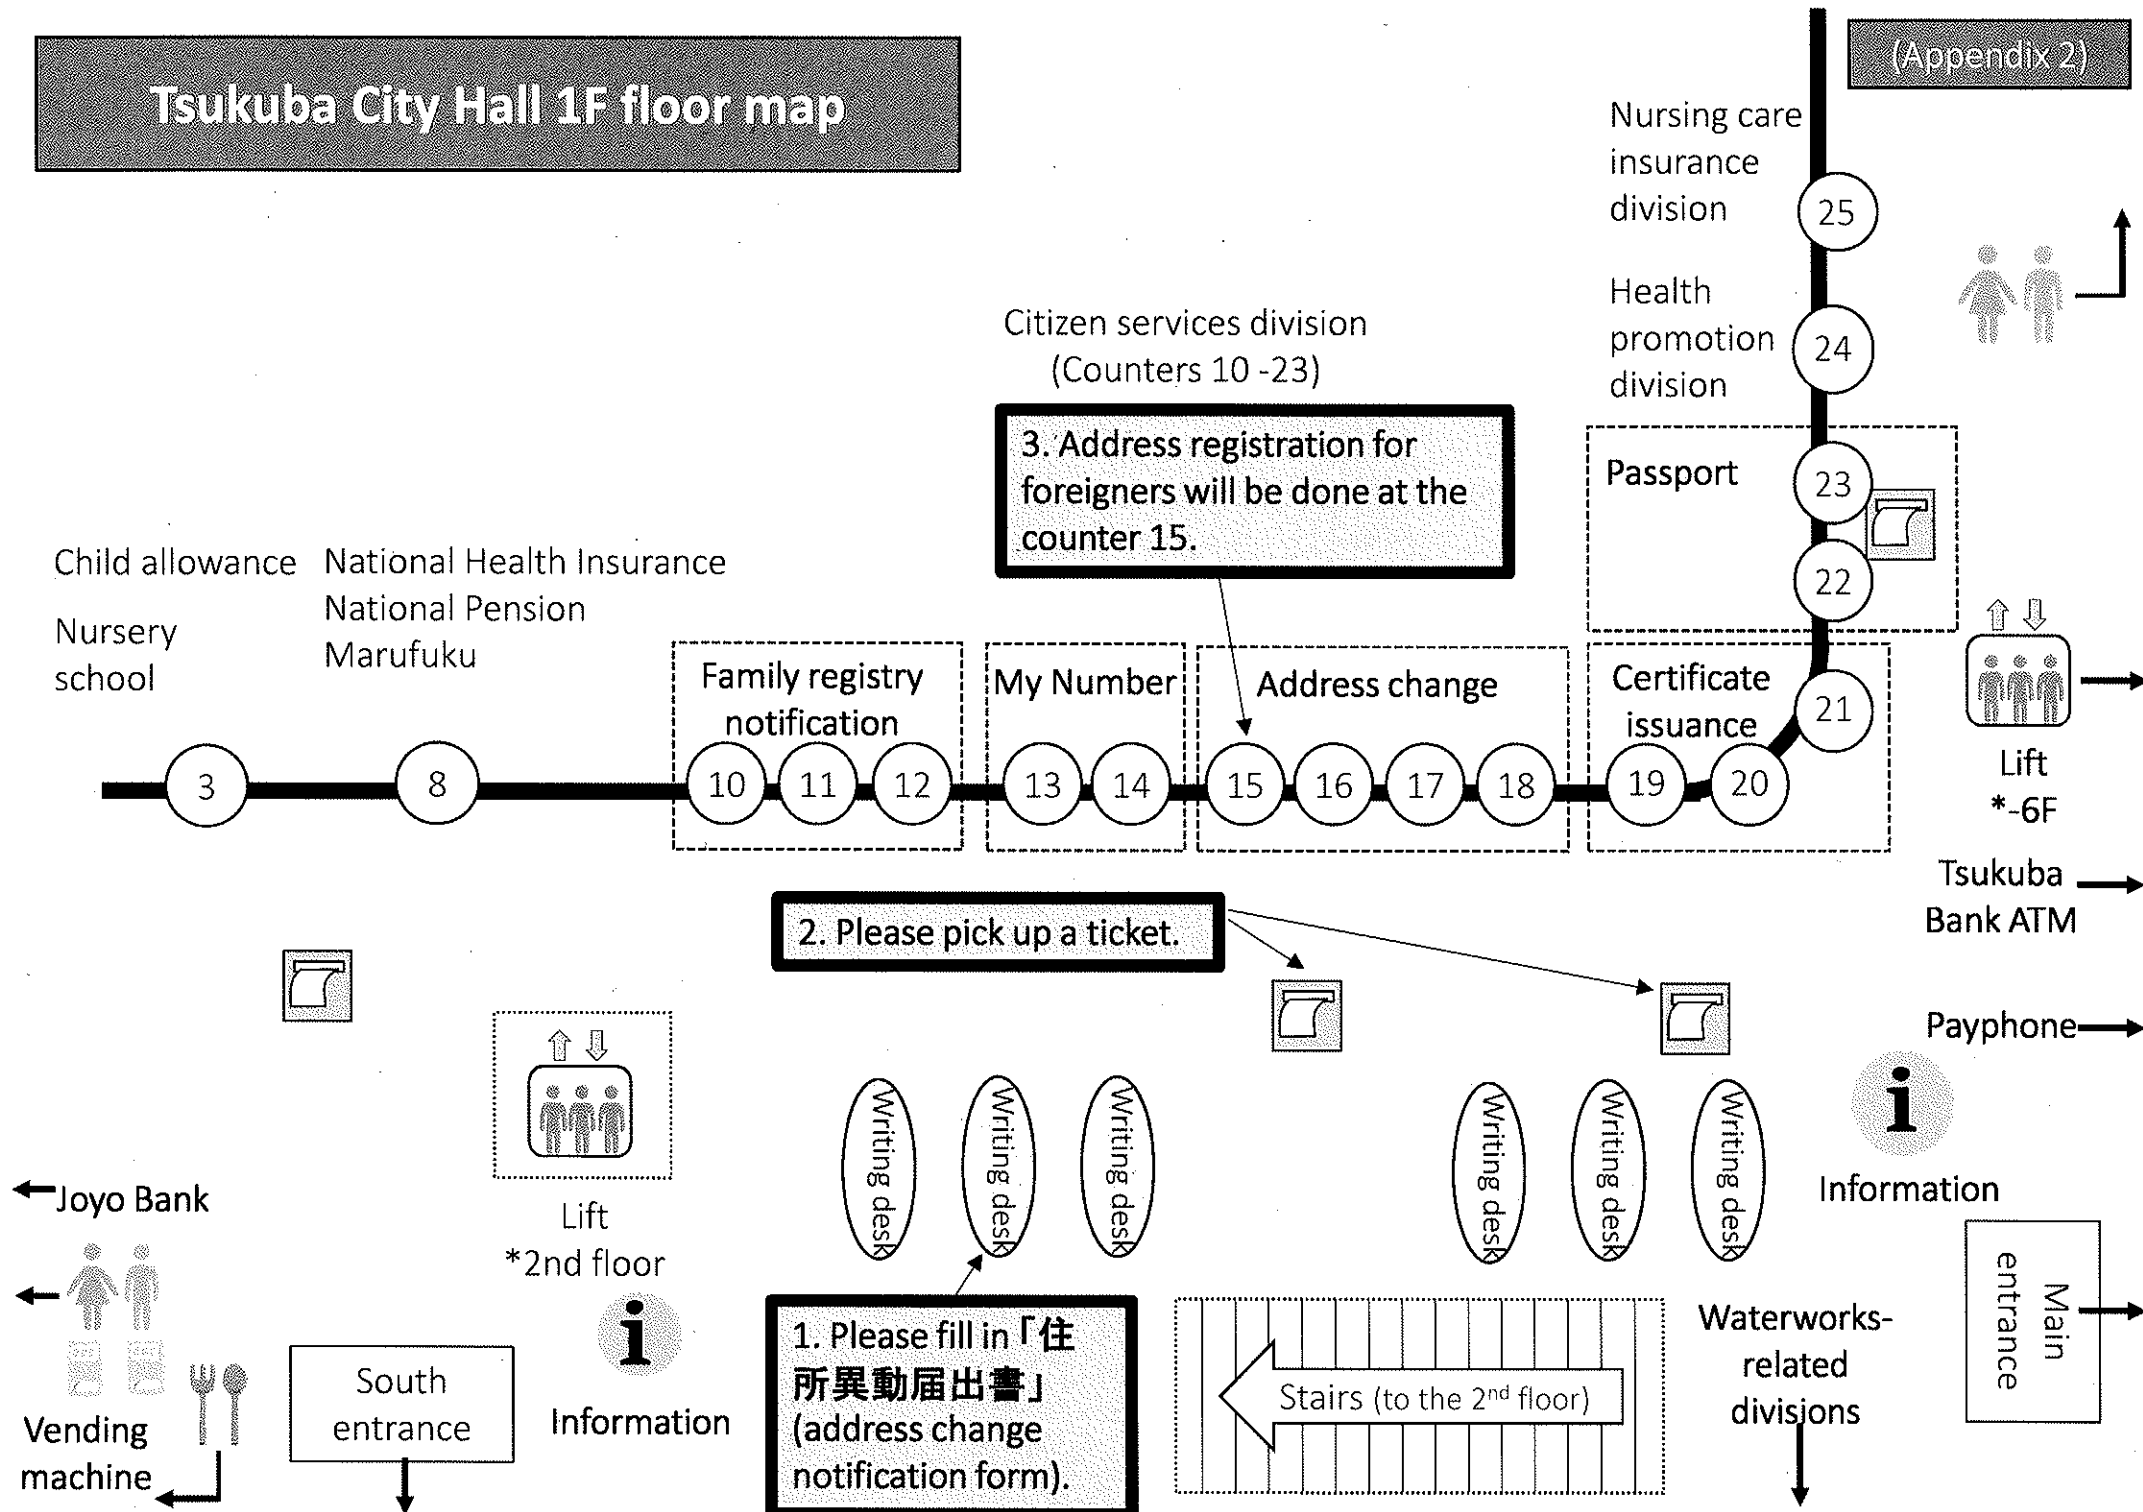 Tsukuba City Hall 1F floor map
(Appendix 2)
Nursing care
insurance
division
25
Health
promotion
division
24
Citizen services division
(Counters 10 -23)
3. Address registration for
foreigners will be done at the
counter 15.
Passport
23
22
Child allowance
Nursery
school
National Health Insurance
National Pension
Marufuku
Family registry
notification
My Number
Address change
Certificate
issuance
21
3
8
10
11
12
13
14
15
16
17
18
19
20
Lift
*-6F
Tsukuba
Bank ATM
2. Please pick up a ticket.
Payphone
Writing desk
Writing desk
Writing desk
Writing desk
Writing desk
Writing desk
i
Information
Joyo Bank
Lift
*2nd floor
i
Information
Vending
machine
South
entrance
1. Please fill in「住
所異動届出書」
(address change
notification form).
Stairs (to the 2nd floor)
Waterworks-
related
divisions
Main
entrance